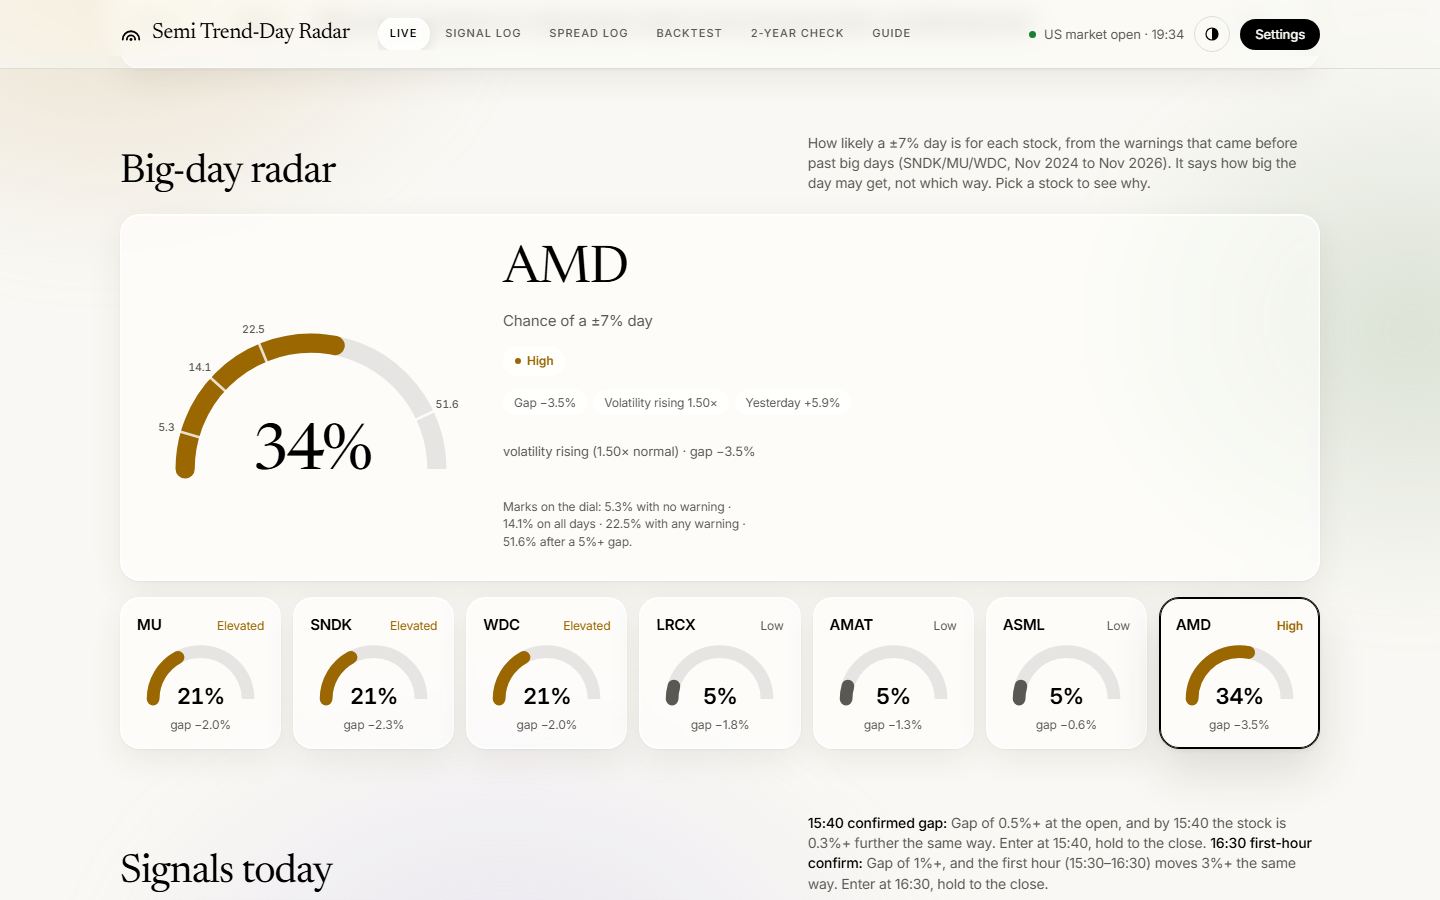 Semi Trend-Day Radar
LIVE
SIGNAL LOG
SPREAD LOG
BACKTEST
2-YEAR CHECK
GUIDE
US market open · 19:34
Settings
Big-day radar
How likely a ±7% day is for each stock, from the warnings that came before
past big days (SNDK/MU/WDC, Nov 2024 to Nov 2026). It says how big the
day may get, not which way. Pick a stock to see why.
5.3
14.1
22.5
51.6
34%
AMD
Chance of a ±7% day
High
Gap −3.5%
Volatility rising 1.50×
Yesterday +5.9%
volatility rising (1.50× normal) · gap −3.5%
Marks on the dial: 5.3% with no warning ·
14.1% on all days · 22.5% with any warning ·
51.6% after a 5%+ gap.
MU
Elevated
21%
gap −2.0%
SNDK
Elevated
21%
gap −2.3%
WDC
Elevated
21%
gap −2.0%
LRCX
Low
5%
gap −1.8%
AMAT
Low
5%
gap −1.3%
ASML
Low
5%
gap −0.6%
AMD
High
34%
gap −3.5%
Signals today
15:40 confirmed gap: Gap of 0.5%+ at the open, and by 15:40 the stock is
0.3%+ further the same way. Enter at 15:40, hold to the close. 16:30 first-hour
confirm: Gap of 1%+, and the first hour (15:30–16:30) moves 3%+ the same
way. Enter at 16:30, hold to the close.